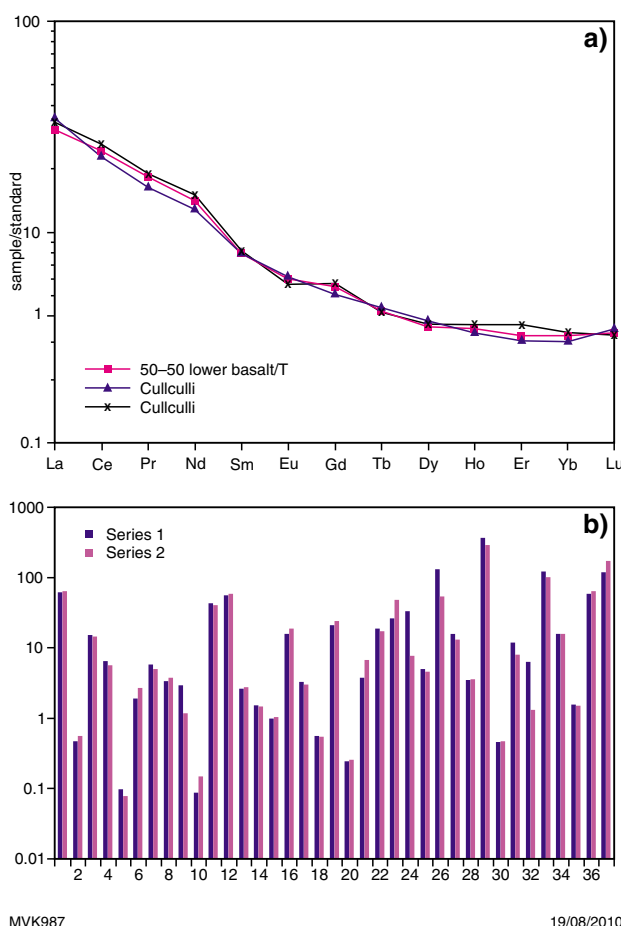 100
a)
sample/standard
10
1
50–50 lower basalt/T
Cullculli
Cullculli
0.1
La Ce Pr Nd Sm Eu Gd Tb Dy Ho Er Yb Lu
1000
b)
Series 1
Series 2
100
10
1
0.1
0.01
2 4 6 8 10 12 14 16 18 20 22 24 26 28 30 32 34 36
MVK987 19/08/2010